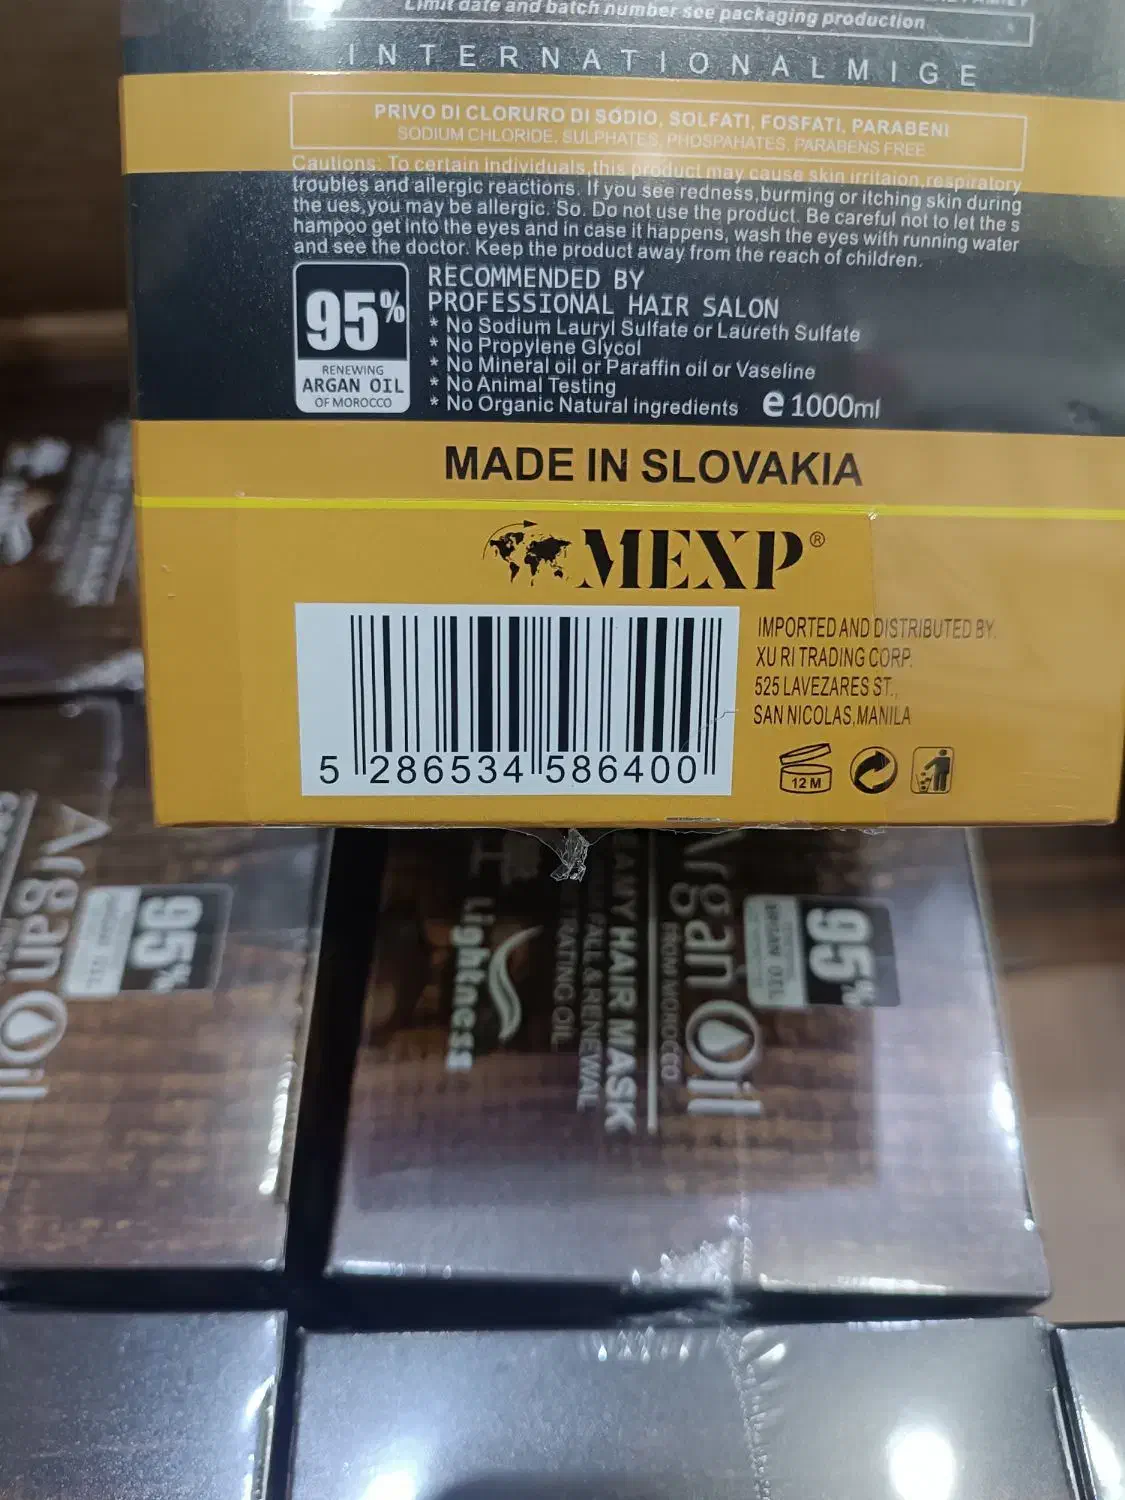 Limit date and batch number see packaging production
INTERNATIONALMIGE
PRIVO DI CLORURO DI SODIO, SOLFATI, FOSFATI, PARABENI
SODIUM CHLORIDE, SULPHATES, PHOSPAHATES, PARABENS FREE
Cautions: To certain individuals,this product may cause skin irritaion,respiratory
troubles and allergic reactions. If you see redness,burming or itching skin during
the ues,you may be allergic. So. Do not use the product. Be careful not to let the s
hampoo get into the eyes and in case it happens, wash the eyes with running water
and see the doctor. Keep the product away from the reach of children.
95%
RENEWING
ARGAN OIL
OF MOROCCO
RECOMMENDED BY
PROFESSIONAL HAIR SALON
* No Sodium Lauryl Sulfate or Laureth Sulfate
* No Propylene Glycol
* No Mineral oil or Paraffin oil or Vaseline
* No Animal Testing
* No Organic Natural ingredients
e 1000ml
MADE IN SLOVAKIA
MEXP®
5 286534 586400
IMPORTED AND DISTRIBUTED BY.
XU RI TRADING CORP.
525 LAVEZARES ST.,
SAN NICOLAS,MANILA
12 M
Argan Oil
95%
Argan Oil
FROM MOROCCO
HAIR MASK
FALL & RENEWAL
OIL
Lightness
95%